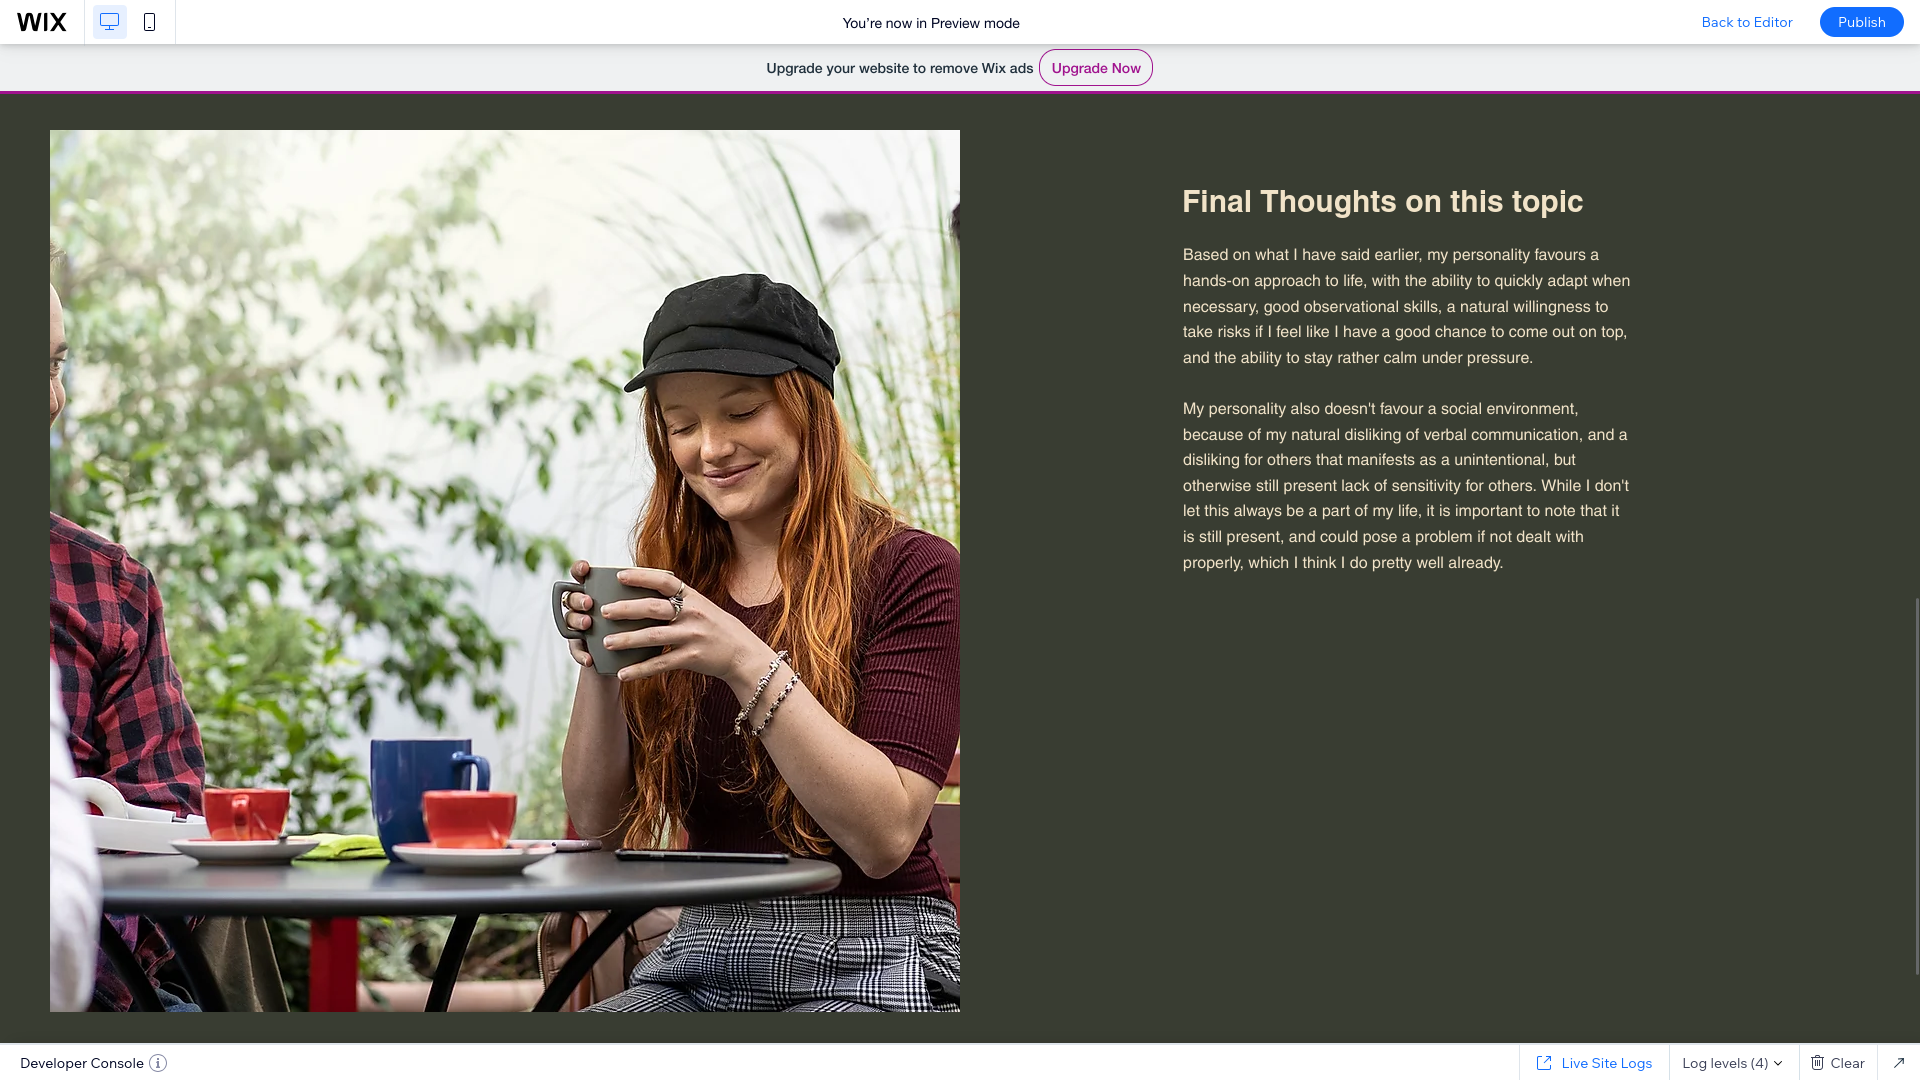 WIX
You're now in Preview mode
Back to Editor
Publish
Upgrade your website to remove Wix ads
Upgrade Now
Final Thoughts on this topic
Based on what I have said earlier, my personality favours a
hands-on approach to life, with the ability to quickly adapt when
necessary, good observational skills, a natural willingness to
take risks if I feel like I have a good chance to come out on top,
and the ability to stay rather calm under pressure.
My personality also doesn't favour a social environment,
because of my natural disliking of verbal communication, and a
disliking for others that manifests as a unintentional, but
otherwise still present lack of sensitivity for others. While I don't
let this always be a part of my life, it is important to note that it
is still present, and could pose a problem if not dealt with
properly, which I think I do pretty well already.
Developer Console
Live Site Logs
Log levels (4)
Clear